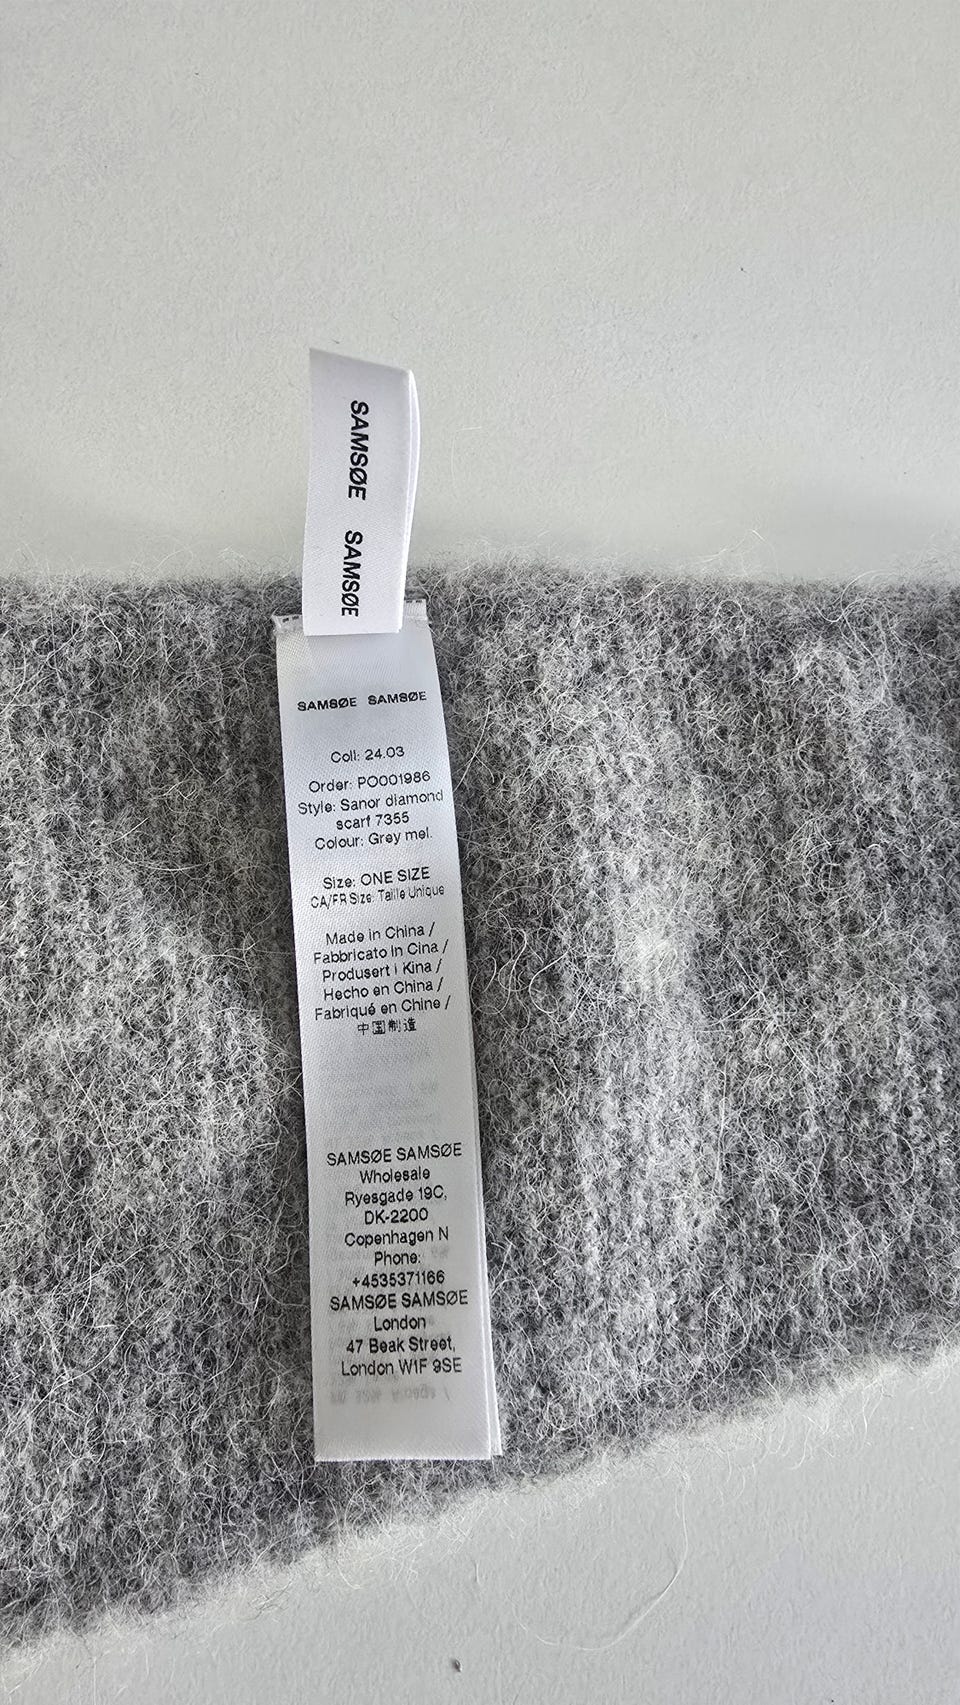 SAMSØE SAMSØE
SAMSØE SAMSØE
Coll: 24.03
Order: PO001986
Style: Sanor diamond
scarf 7355
Colour: Grey mel.
Size: ONE SIZE
CA/FR Size: Taille Unique
Made in China /
Fabbricato in Cina /
Produsert i Kina /
Hecho en China /
Fabriqué en Chine /
中国制造
SAMSØE SAMSØE
Wholesale
Ryesgade 19C,
DK-2200
Copenhagen N
Phone:
+4535371166
SAMSØE SAMSØE
London
47 Beak Street,
London W1F 9SE